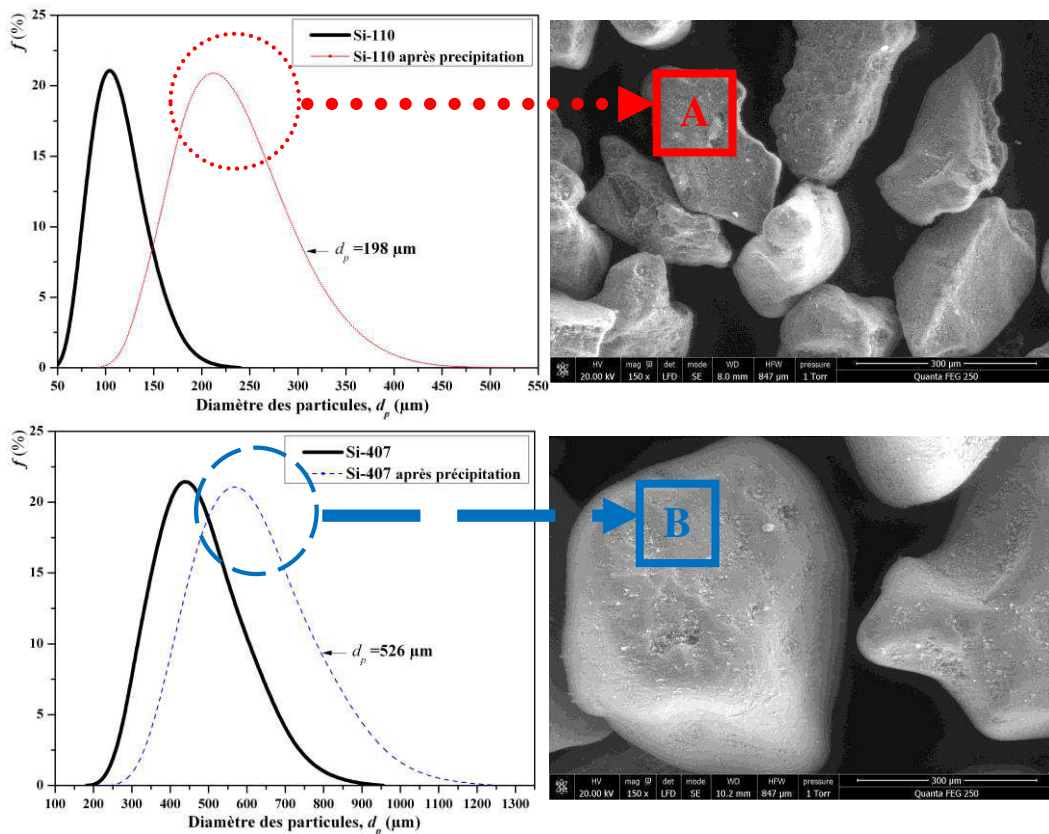 f (%)
25
20
15
10
5
0
Si-110
Si-110 après precipitation
d_p =198 µm
50 100 150 200 250 300 350 400 450 500 550
Diamètre des particules, d_p (µm)
A
HV mag det mode WD HFW pressure 300 µm
20.00 kV 150 x LFD SE 8.0 mm 847 µm 1 Torr Quanta FEG 250
f (%)
25
20
15
10
5
0
Si-407
Si-407 après précipitation
d_p =526 µm
100 200 300 400 500 600 700 800 900 1000 1100 1200 1300
Diamètre des particules, d_p (µm)
B
HV mag det mode WD HFW pressure 300 µm
20.00 kV 150 x LFD SE 10.2 mm 847 µm 1 Torr Quanta FEG 250